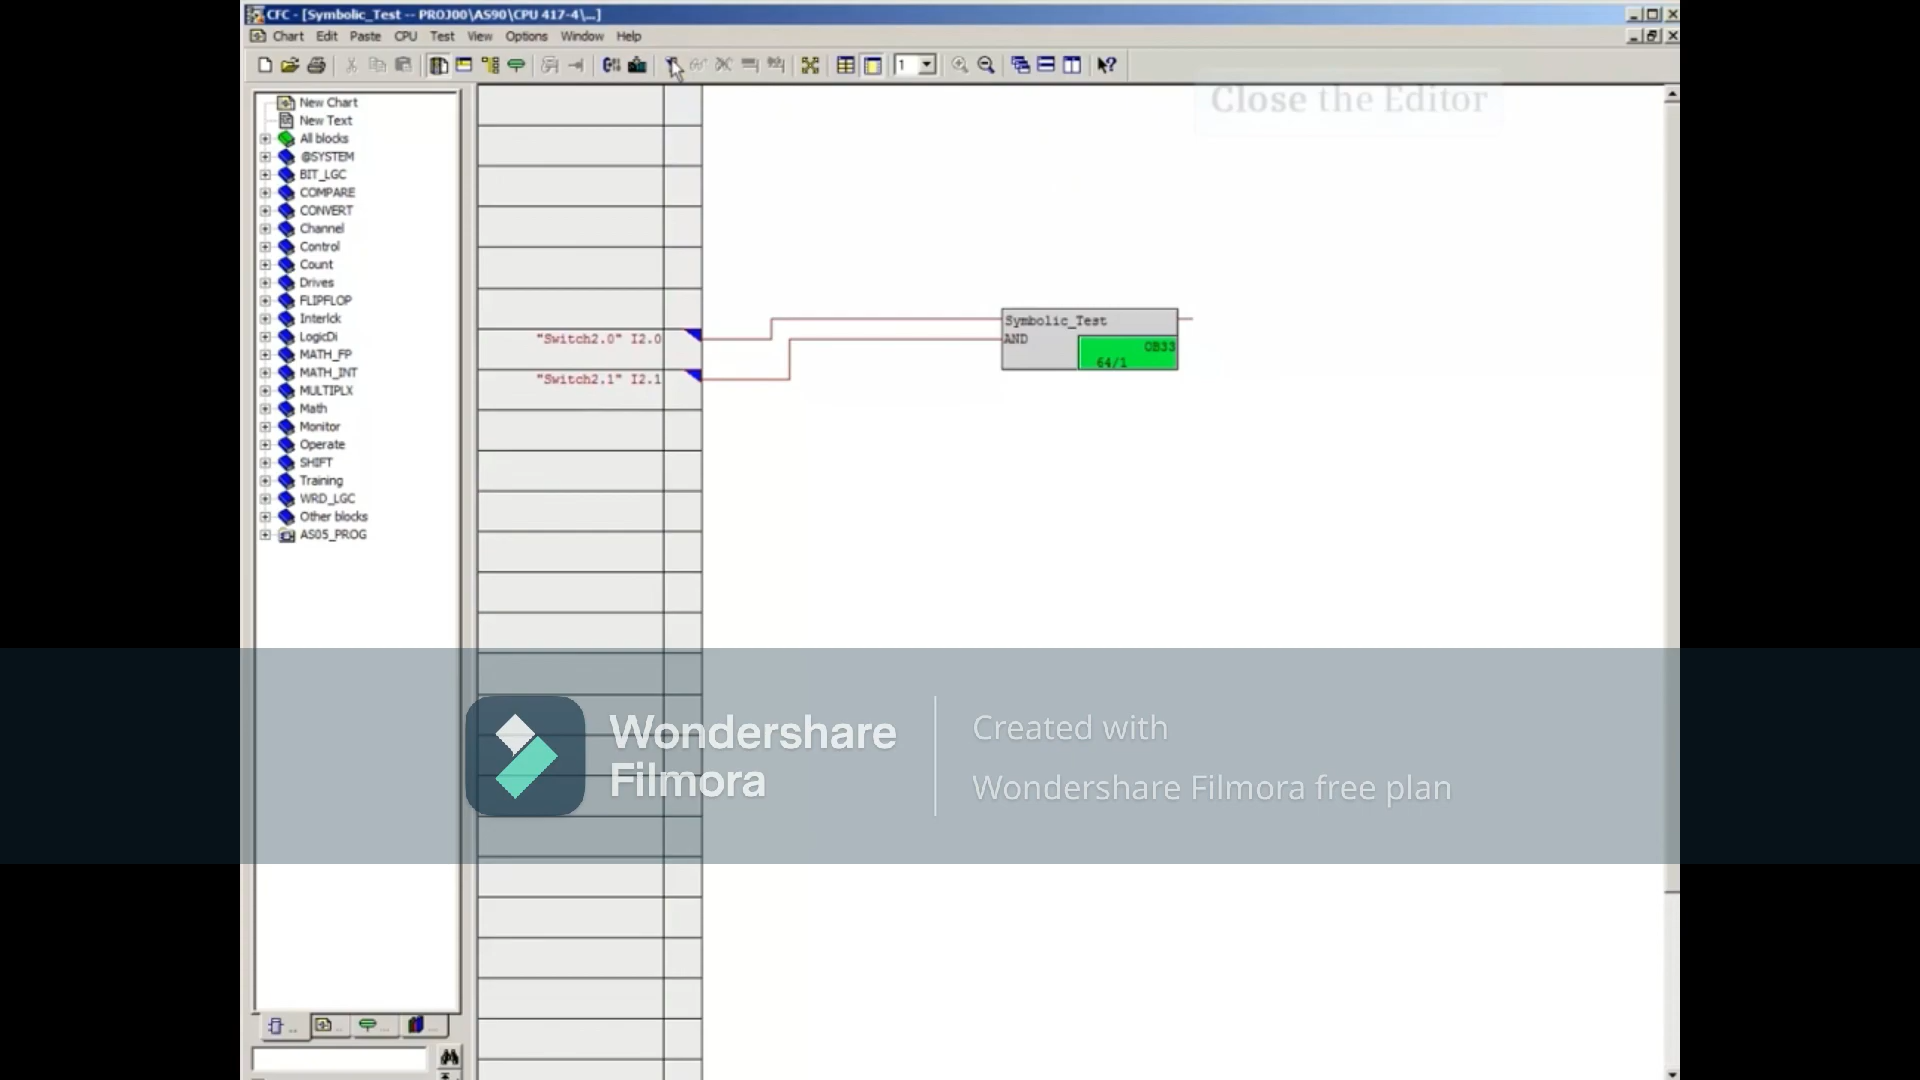 CFC - [Symbolic_Test -- PROJ00\AS90\CPU 417-4\...]
Chart Edit Paste CPU Test View Options Window Help
1
Close the Editor
New Chart
New Text
All blocks
@SYSTEM
BIT_LGC
COMPARE
CONVERT
Channel
Control
Count
Drives
FLIPFLOP
Interlck
LogicDi
MATH_FP
MATH_INT
MULTIPLX
Math
Monitor
Operate
SHIFT
Training
WRD_LGC
Other blocks
AS05_PROG
"Switch2.0" I2.0
"Switch2.1" I2.1
Symbolic_Test
AND
OB33
64/1
Wondershare
Filmora
Created with
Wondershare Filmora free plan